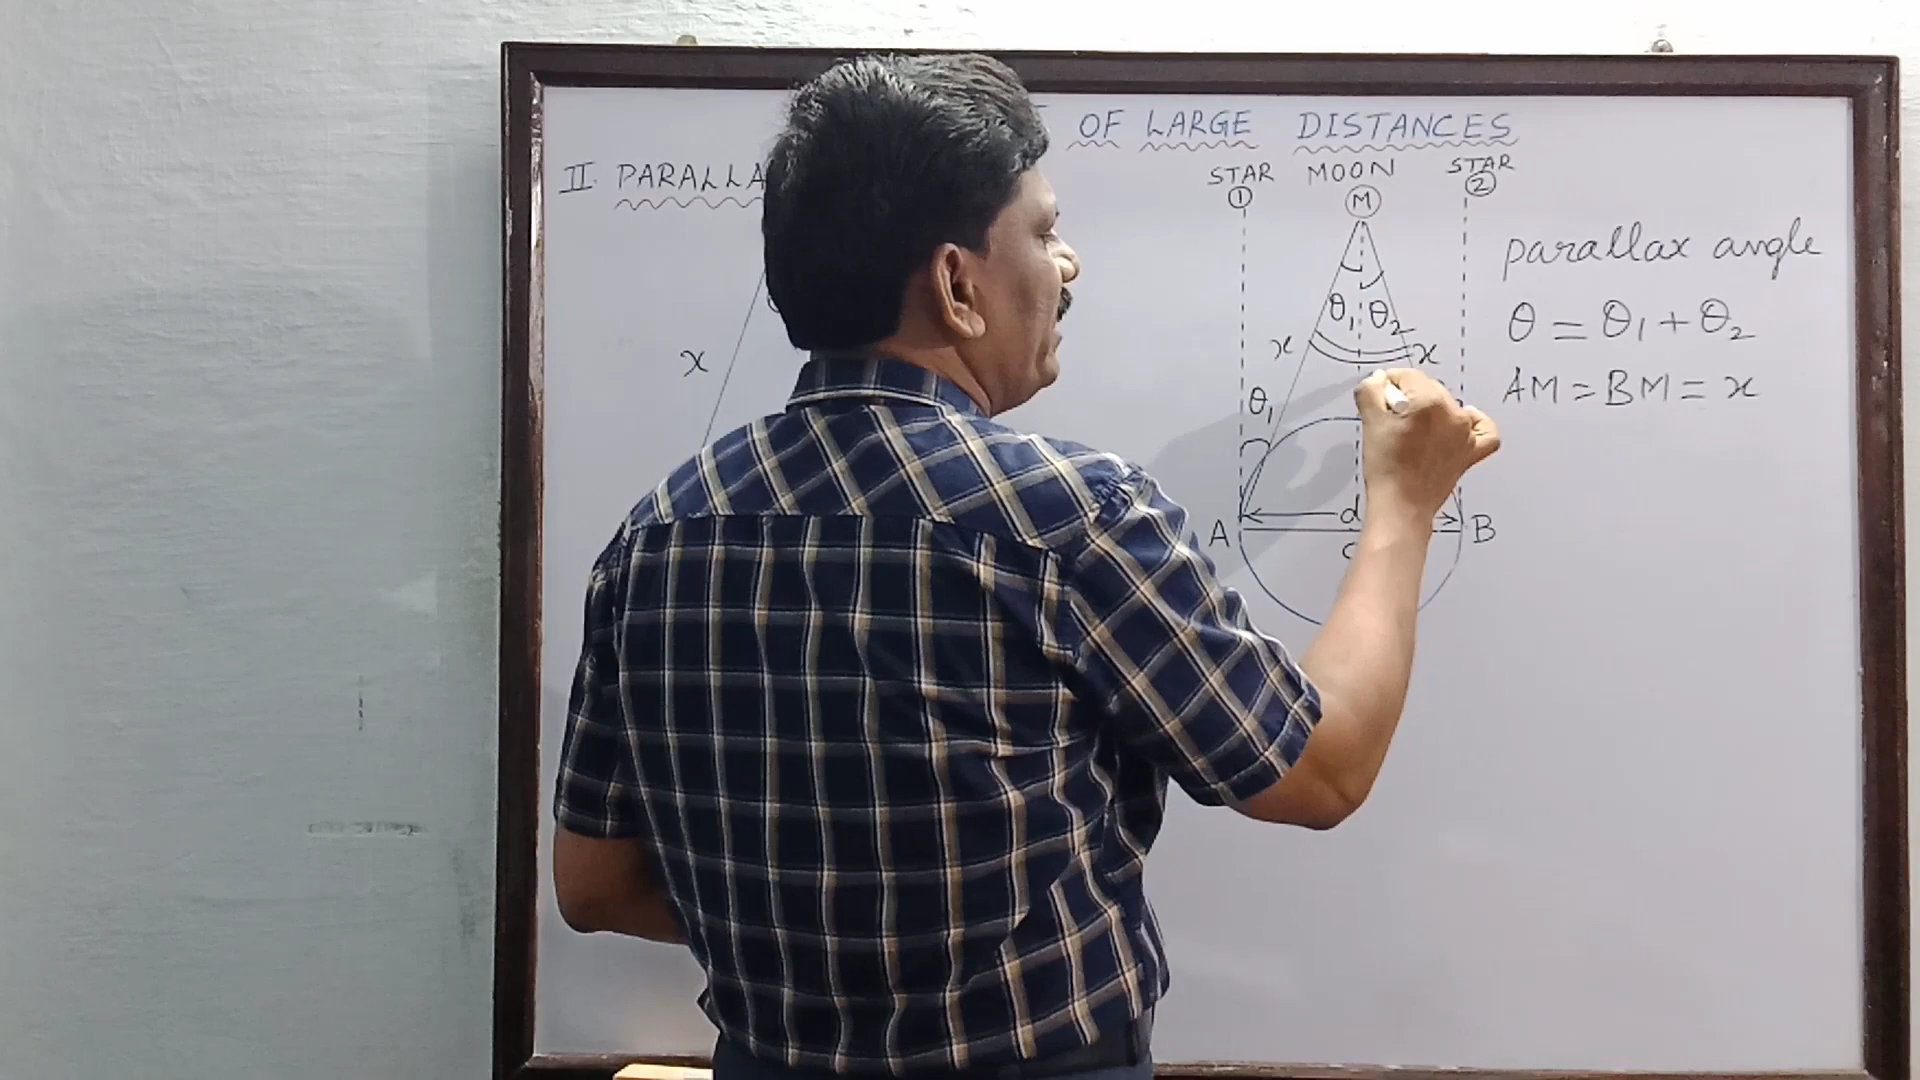 OF LARGE DISTANCES
II. PARALLA
STAR MOON STAR
1 M 2
parallax angle
θ₁ θ₂
θ = θ₁ + θ₂
x x x
AM = BM = x
θ₁
A d B
C